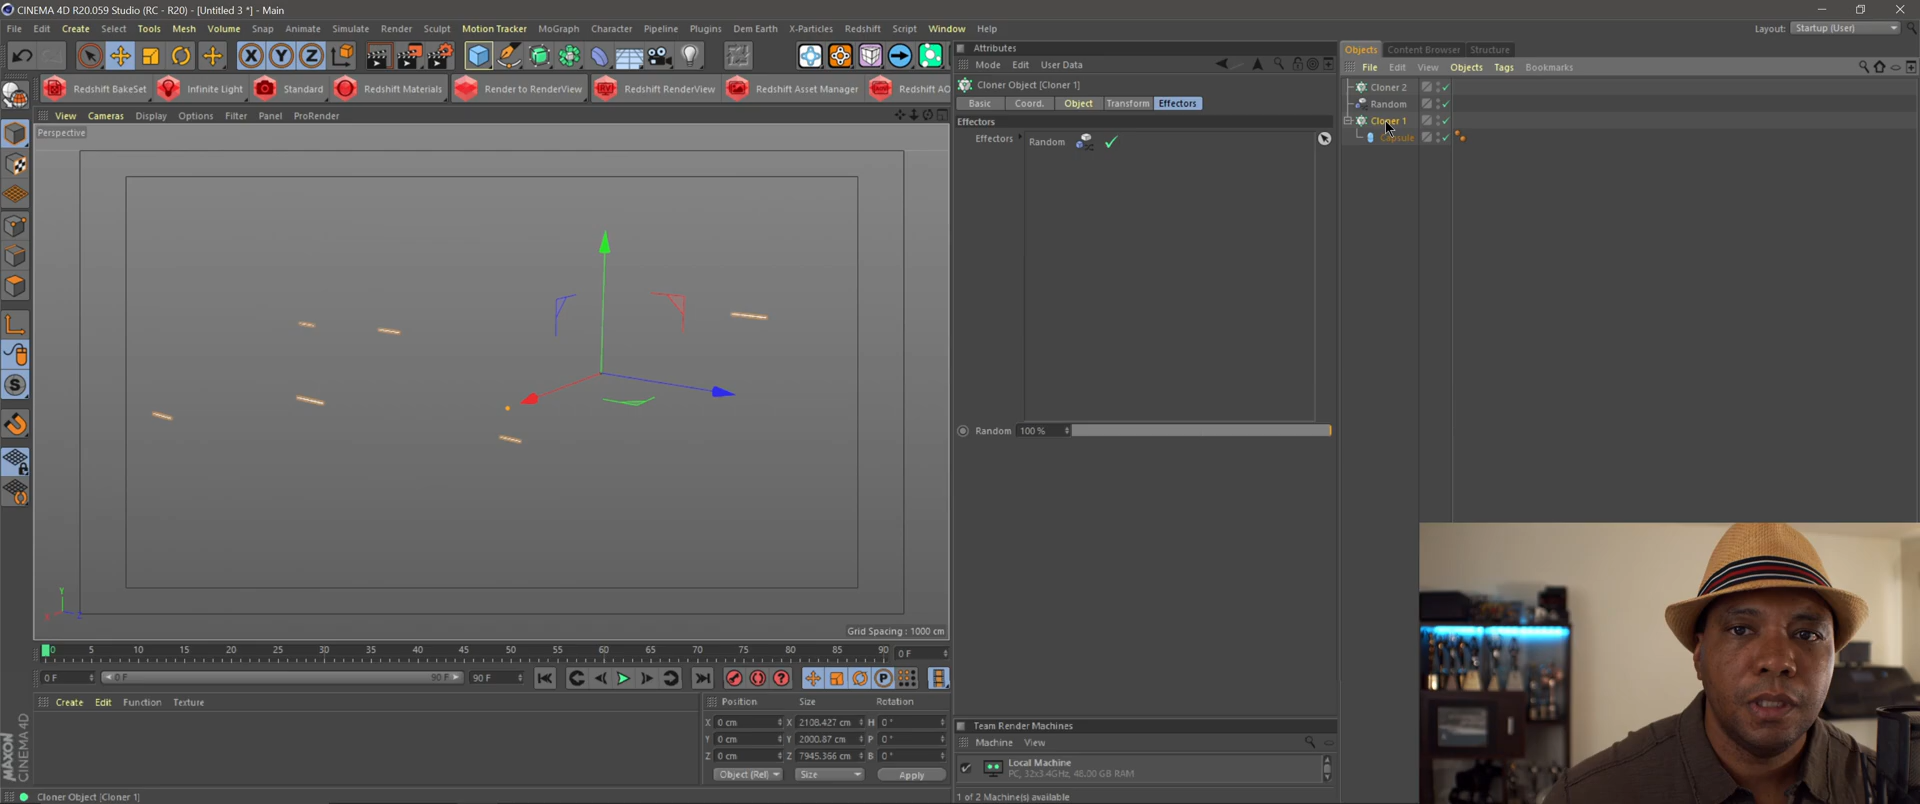 CINEMA 4D R20.059 Studio (RC - R20) - [Untitled 3 *] - Main
File Edit Create Select Tools Mesh Volume Snap Animate Simulate Render Sculpt Motion Tracker MoGraph Character Pipeline Plugins Dem Earth X-Particles Redshift Script Window Help
Layout: Startup (User)
Redshift BakeSet Infinite Light Standard Redshift Materials Render to RenderView Redshift RenderView Redshift Asset Manager Redshift AO
View Cameras Display Options Filter Panel ProRender
Perspective
X
Y
Z
Grid Spacing : 1000 cm
0 5 10 15 20 25 30 35 40 45 50 55 60 65 70 75 80 85 90 0 F
0 F 0 F 90 F 90 F
Create Edit Function Texture
Position Size Rotation
X 0 cm X 2108.427 cm H 0 °
Y 0 cm Y 2000.87 cm P 0 °
Z 0 cm Z 7945.366 cm B 0 °
Object (Rel) Size Apply
MAXON CINEMA 4D
Cloner Object [Cloner 1]
Attributes
Mode Edit User Data
Cloner Object [Cloner 1]
Basic Coord. Object Transform Effectors
Effectors
Effectors Random
Random 100 %
Team Render Machines
Machine View
Local Machine
PC, 32x3.4GHz, 48.00 GB RAM
1 of 2 Machine(s) available
Objects Content Browser Structure
File Edit View Objects Tags Bookmarks
Cloner 2
Random
Cloner 1
Capsule